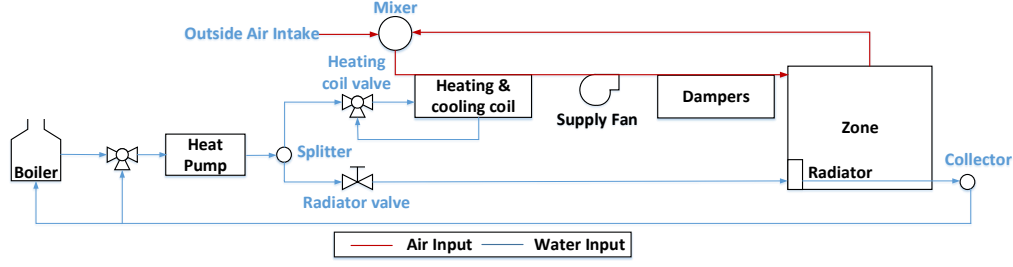 Mixer
Outside Air Intake
Heating
coil valve
Heating &
cooling coil
Supply Fan
Dampers
Zone
Boiler
Heat
Pump
Splitter
Radiator valve
Radiator
Collector
Air Input
Water Input